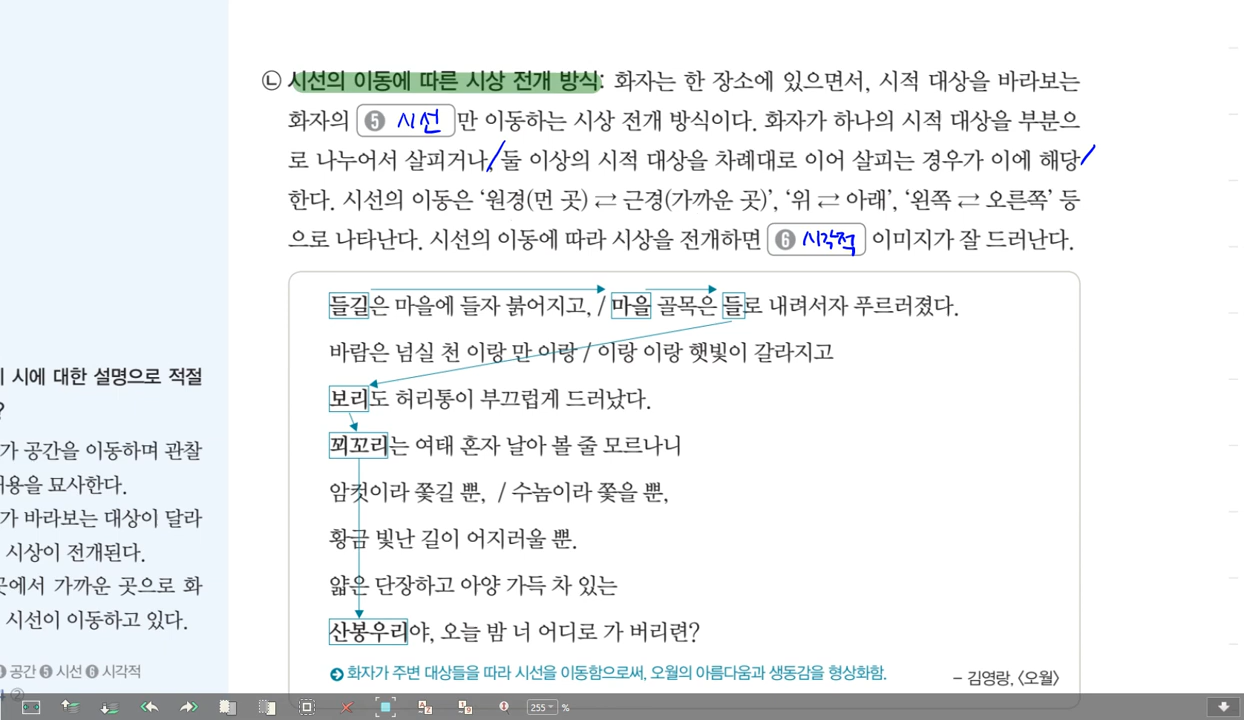 ㉡ 시선의 이동에 따른 시상 전개 방식: 화자는 한 장소에 있으면서, 시적 대상을 바라보는
화자의 ❺ 시선 만 이동하는 시상 전개 방식이다. 화자가 하나의 시적 대상을 부분으
로 나누어서 살피거나, 둘 이상의 시적 대상을 차례대로 이어 살피는 경우가 이에 해당
한다. 시선의 이동은 ‘원경(먼 곳) ⇄ 근경(가까운 곳)’, ‘위 ⇄ 아래’, ‘왼쪽 ⇄ 오른쪽’ 등
으로 나타난다. 시선의 이동에 따라 시상을 전개하면 ❻ 시각적 이미지가 잘 드러난다.
들길은 마을에 들자 붉어지고, / 마을 골목은 들로 내려서자 푸르러졌다.
바람은 넘실 천 이랑 만 이랑 / 이랑 이랑 햇빛이 갈라지고
보리도 허리통이 부끄럽게 드러났다.
꾀꼬리는 여태 혼자 날아 볼 줄 모르나니
암컷이라 쫓길 뿐, / 수놈이라 쫓을 뿐,
황금 빛난 길이 어지러울 뿐.
얇은 단장하고 아양 가득 차 있는
산봉우리야, 오늘 밤 너 어디로 가 버리련?
화자가 주변 대상들을 따라 시선을 이동함으로써, 오월의 아름다움과 생동감을 형상화함.
– 김영랑, 〈오월〉
시에 대한 설명으로 적절
?
가 공간을 이동하며 관찰
용을 묘사한다.
가 바라보는 대상이 달라
시상이 전개된다.
곳에서 가까운 곳으로 화
시선이 이동하고 있다.
공간 ❺ 시선 ❻ 시각적
②
255 %